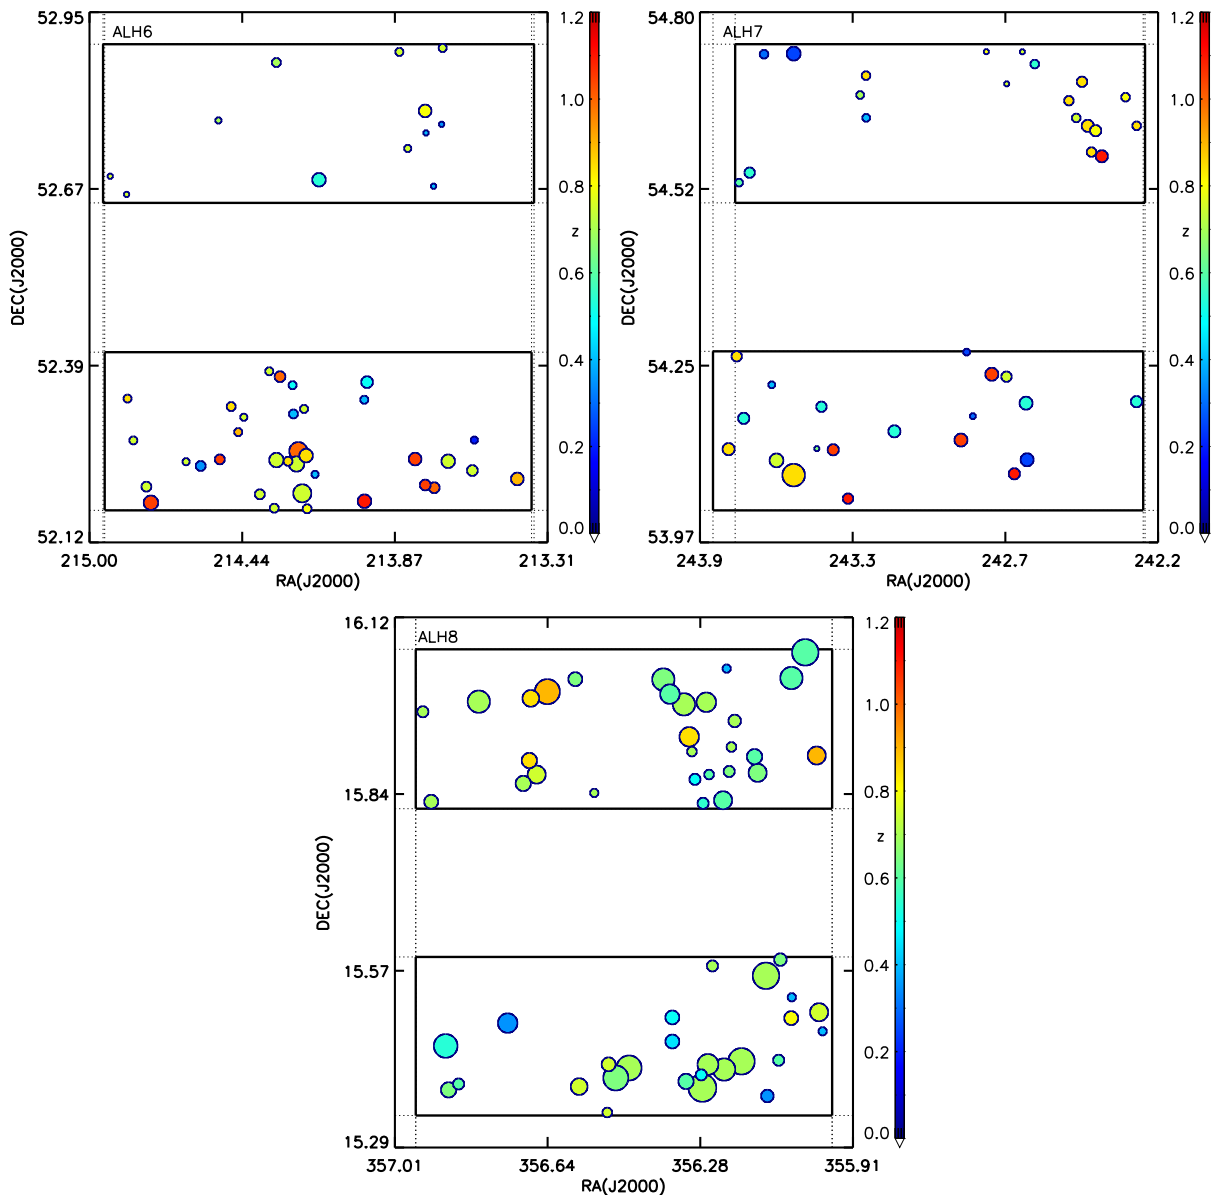 ALH6
52.95
52.67
52.39
52.12
DEC(J2000)
215.00 214.44 213.87 213.31
RA(J2000)
1.2
1.0
0.8
z
0.6
0.4
0.2
0.0
ALH7
54.80
54.52
54.25
53.97
DEC(J2000)
243.9 243.3 242.7 242.2
RA(J2000)
1.2
1.0
0.8
z
0.6
0.4
0.2
0.0
ALH8
16.12
15.84
15.57
15.29
DEC(J2000)
357.01 356.64 356.28 355.91
RA(J2000)
1.2
1.0
0.8
z
0.6
0.4
0.2
0.0